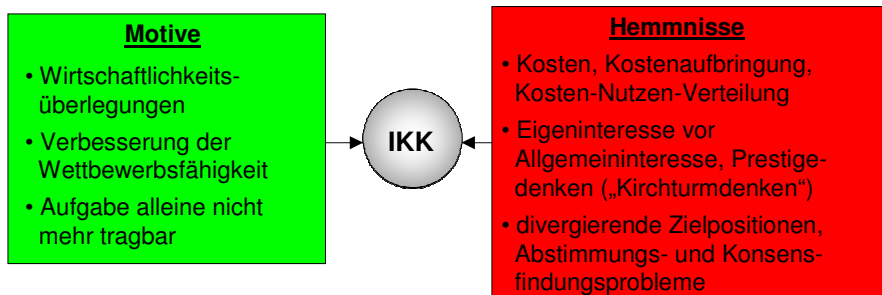 Motive
• Wirtschaftlichkeits-
überlegungen
• Verbesserung der
Wettbewerbsfähigkeit
• Aufgabe alleine nicht
mehr tragbar
IKK
Hemmnisse
• Kosten, Kostenaufbringung,
Kosten-Nutzen-Verteilung
• Eigeninteresse vor
Allgemeininteresse, Prestige-
denken („Kirchturmdenken“)
• divergierende Zielpositionen,
Abstimmungs- und Konsens-
findungsprobleme